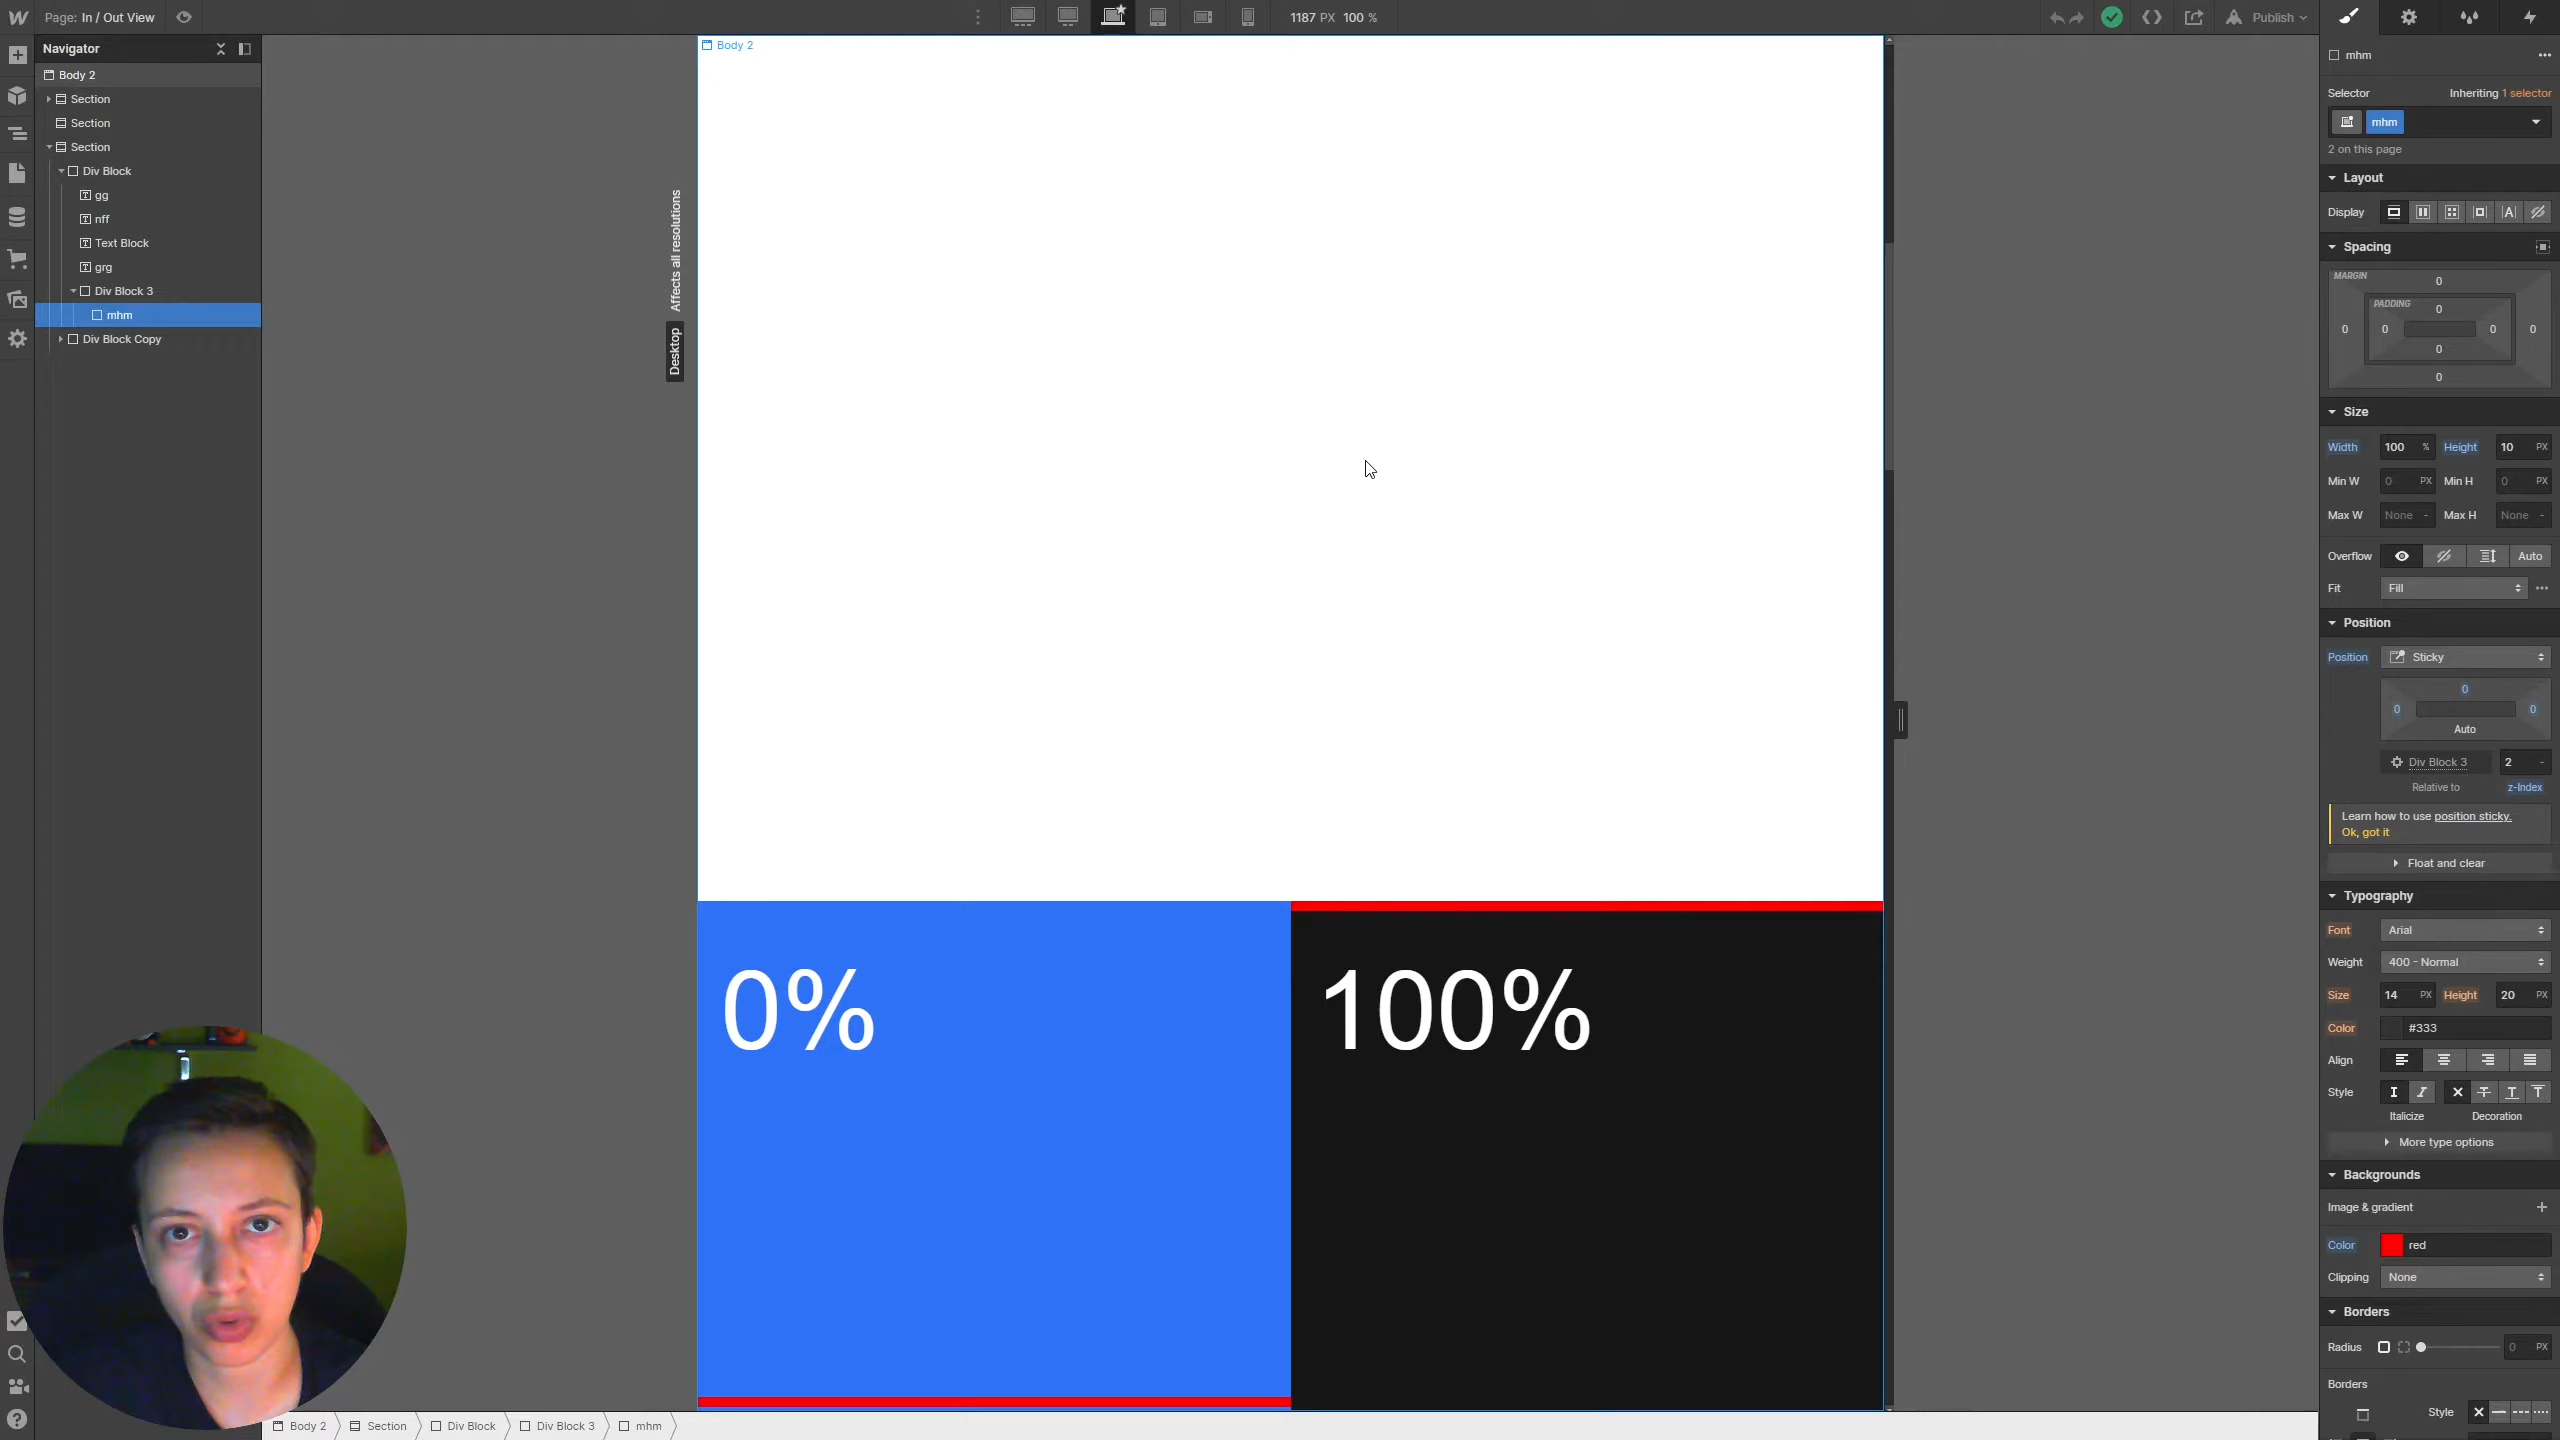 Page: In / Out View
1187 PX 100 %
Publish
Navigator
Body 2
Section
Section
Section
Div Block
gg
nff
Text Block
grg
Div Block 3
mhm
Div Block Copy
Affects all resolutions
Desktop
Body 2
0%
100%
Body 2
Section
Div Block
Div Block 3
mhm
mhm
Selector
Inheriting 1 selector
mhm
2 on this page
Layout
Display
Spacing
MARGIN
0
PADDING
0
0 0 0 0
0
0
Size
Width 100 % Height 10 PX
Min W 0 PX Min H 0 PX
Max W None - Max H None -
Overflow Auto
Fit Fill
Position
Position Sticky
0
0 0
Auto
Div Block 3 2 -
Relative to z-Index
Learn how to use position sticky.
Ok, got it
Float and clear
Typography
Font Arial
Weight 400 - Normal
Size 14 PX Height 20 PX
Color #333
Align
Style
Italicize Decoration
More type options
Backgrounds
Image & gradient
Color red
Clipping None
Borders
Radius 0 PX
Borders
Style